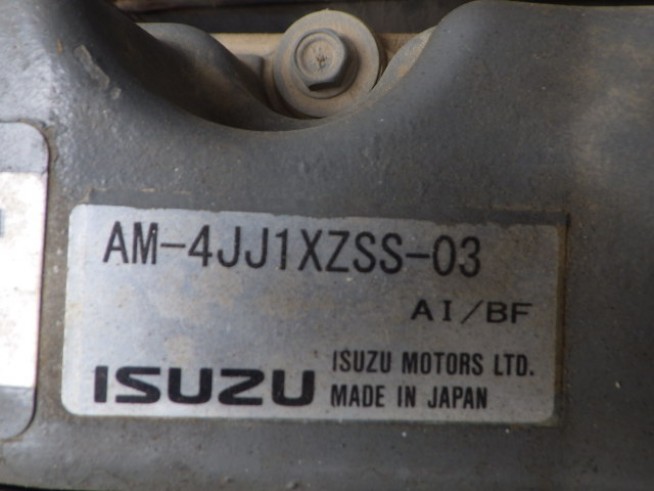 AM-4JJ1XZSS-03
AI/BF
ISUZU
ISUZU MOTORS LTD.
MADE IN JAPAN